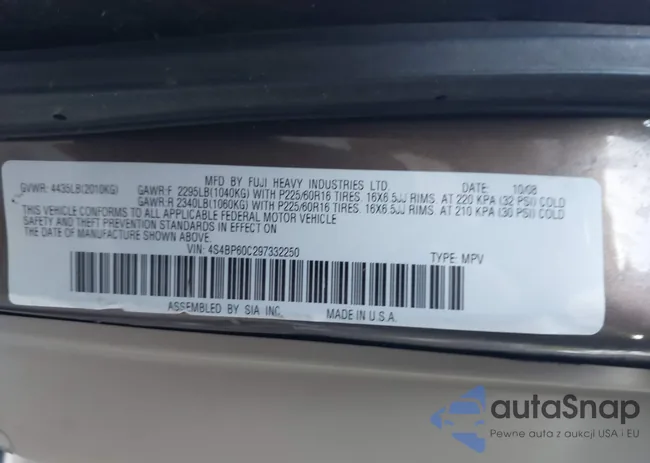 MFD BY FUJI HEAVY INDUSTRIES LTD. DATE: 10/08
GVWR: 4435LB(2010KG) GAWR:F 2295LB(1040KG) WITH P225/60R16 TIRES. 16X6.5JJ RIMS. AT 220 KPA (32 PSI) COLD
GAWR:R 2340LB(1060KG) WITH P225/60R16 TIRES. 16X6.5JJ RIMS. AT 210 KPA (30 PSI) COLD
THIS VEHICLE CONFORMS TO ALL APPLICABLE FEDERAL MOTOR VEHICLE
SAFETY AND THEFT PREVENTION STANDARDS IN EFFECT ON
THE DATE OF MANUFACTURE SHOWN ABOVE.
VIN: 4S4BP60C297332250 TYPE: MPV
ASSEMBLED BY SIA INC. MADE IN U.S.A.
autaSnap
Pewne auta z aukcji USA i EU